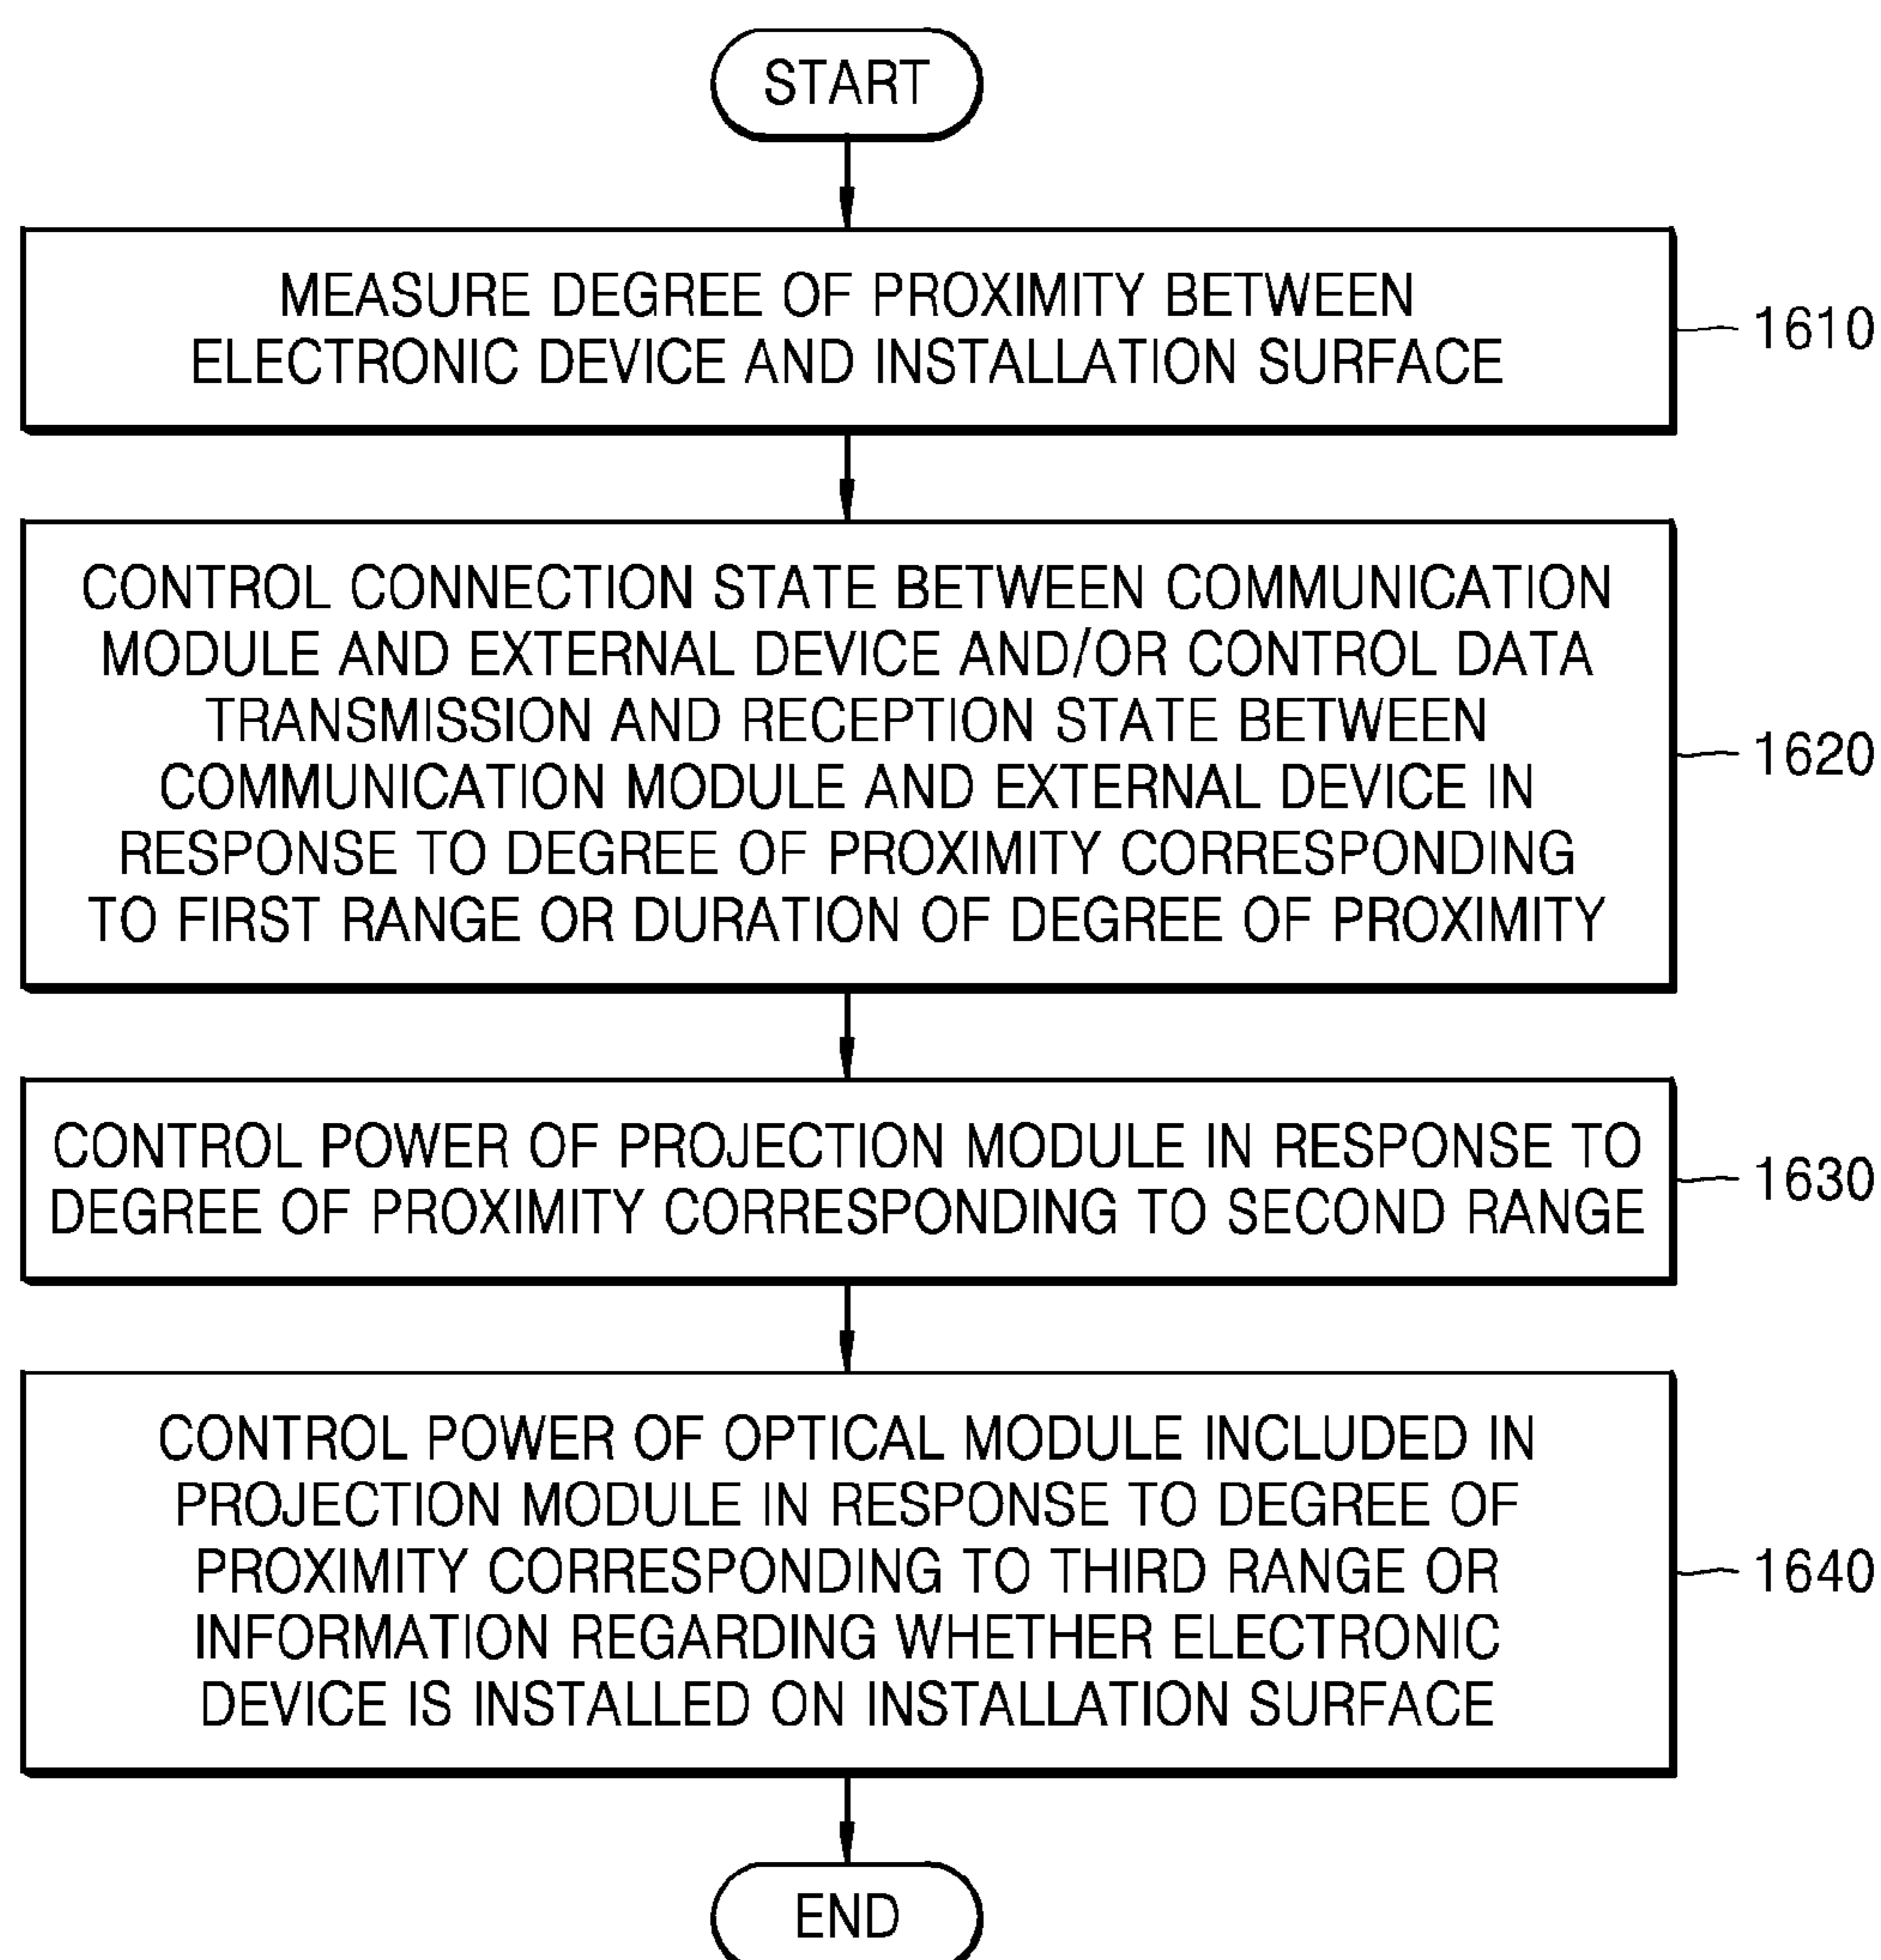 START
MEASURE DEGREE OF PROXIMITY BETWEEN
ELECTRONIC DEVICE AND INSTALLATION SURFACE
1610
CONTROL CONNECTION STATE BETWEEN COMMUNICATION
MODULE AND EXTERNAL DEVICE AND/OR CONTROL DATA
TRANSMISSION AND RECEPTION STATE BETWEEN
COMMUNICATION MODULE AND EXTERNAL DEVICE IN
RESPONSE TO DEGREE OF PROXIMITY CORRESPONDING
TO FIRST RANGE OR DURATION OF DEGREE OF PROXIMITY
1620
CONTROL POWER OF PROJECTION MODULE IN RESPONSE TO
DEGREE OF PROXIMITY CORRESPONDING TO SECOND RANGE
1630
CONTROL POWER OF OPTICAL MODULE INCLUDED IN
PROJECTION MODULE IN RESPONSE TO DEGREE OF
PROXIMITY CORRESPONDING TO THIRD RANGE OR
INFORMATION REGARDING WHETHER ELECTRONIC
DEVICE IS INSTALLED ON INSTALLATION SURFACE
1640
END